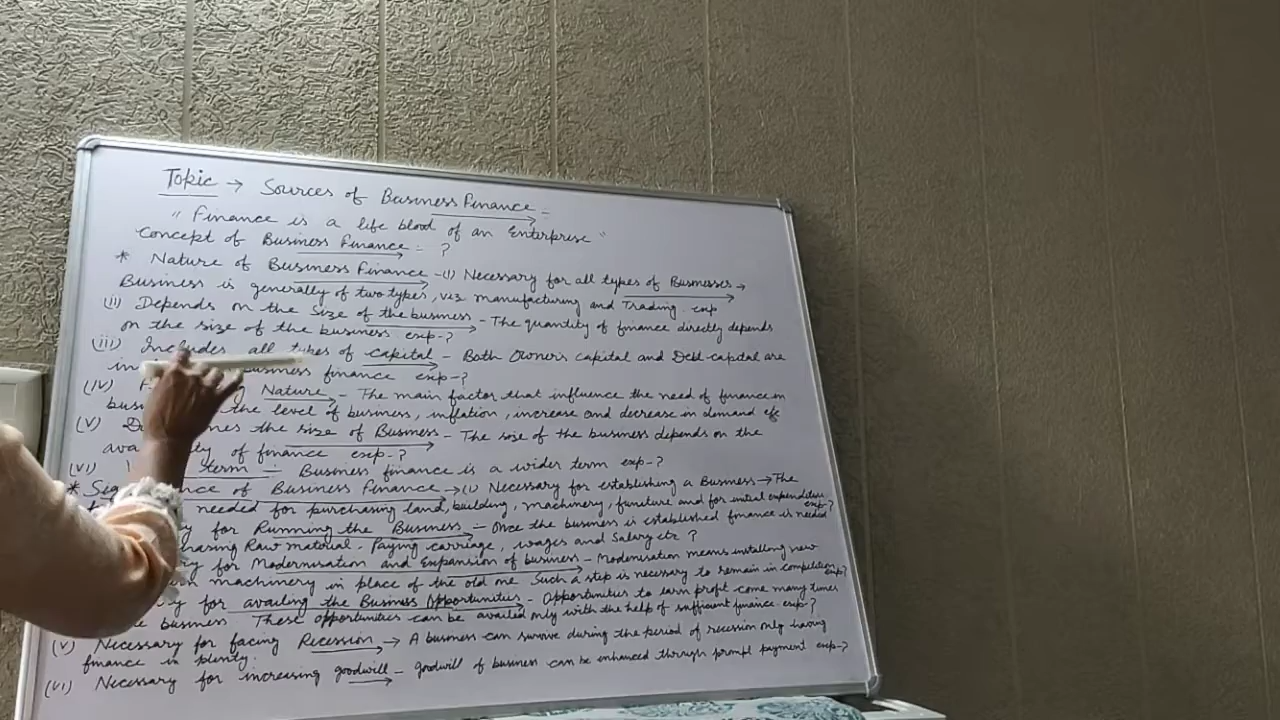 Topic → Sources of Business Finance =
"Finance is a life blood of an Enterprise"
Concept of Business Finance = ?
* Nature of Business Finance - (i) Necessary for all types of Businesses →
Business is generally of two types, viz manufacturing and Trading. exp
(ii) Depends on the Size of the business - The quantity of finance directly depends
on the size of the business exp-?
(iii) Includes all types of capital - Both Owner's capital and Debt-capital are
in business finance exp-?
(iv) Nature - The main factor that influence the need of finance in
the level of business, inflation, increase and decrease in demand etc
(v) the size of Business - The size of the business depends on the
of finance exp-?
(vi) term = Business finance is a wider term exp-?
* of Business Finance → (i) Necessary for establishing a Business → The
needed for purchasing land, building, machinery, funiture and for initial expenditure exp-?
for Running the Business = Once the business is established finance is needed
Raw material. Paying carriage, wages and Salary etc ?
for Modernisation and Expansion of business - Modernisation means installing new
machinery in place of the old one Such a step is necessary to remain in competition exp?
for availing the Business Opportunities - Opportunities to earn profit come many times
business. These opportunities can be availed only with the help of sufficient finance. exp-?
(v) Necessary for facing Recession → A business can survive during the period of recession only having
finance in plenty.
(vi) Necessary for increasing goodwill - goodwill of business can be enhanced through prompt payment exp-?